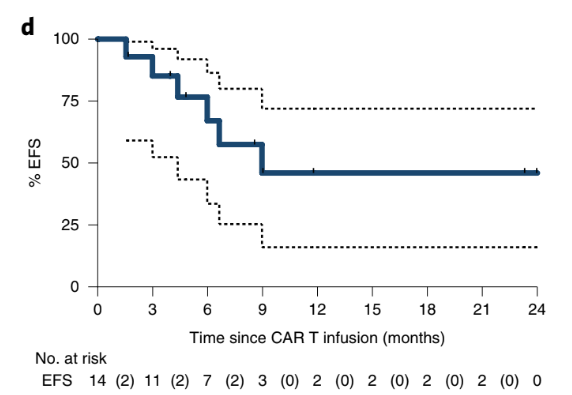 d
100
75
50
25
0
% EFS
0 3 6 9 12 15 18 21 24
Time since CAR T infusion (months)
No. at risk
EFS 14 (2) 11 (2) 7 (2) 3 (0) 2 (0) 2 (0) 2 (0) 2 (0) 0